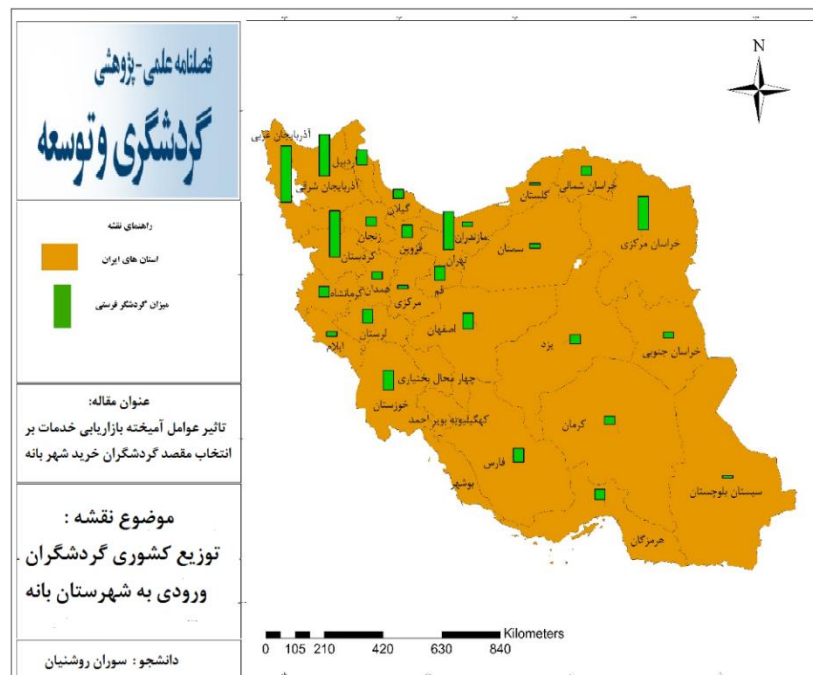 فصلنامه علمی-پژوهشی
گردشگری و توسعه
راهنمای نقشه
استان های ایران
میزان گردشگر فرستی
عنوان مقاله:
تاثیر عوامل آمیخته بازاریابی خدمات بر
انتخاب مقصد گردشگران خرید شهر بانه
موضوع نقشه :
توزیع کشوری گردشگران
ورودی به شهرستان بانه
دانشجو : سوران روشنیان
N
آذربایجان غربی
اردبیل
آذربایجان شرقی
گیلان
گلستان
خراسان شمالی
زنجان
قزوین
مازندران
تهران
سمنان
خراسان مرکزی
کردستان
همدان
مرکزی
قم
کرمانشاه
لرستان
اصفهان
ایلام
یزد
خراسان جنوبی
چهار محال بختیاری
خوزستان
کهگیلیویه بویر احمد
کرمان
فارس
بوشهر
سیستان بلوچستان
هرمزگان
Kilometers
0 105 210 420 630 840